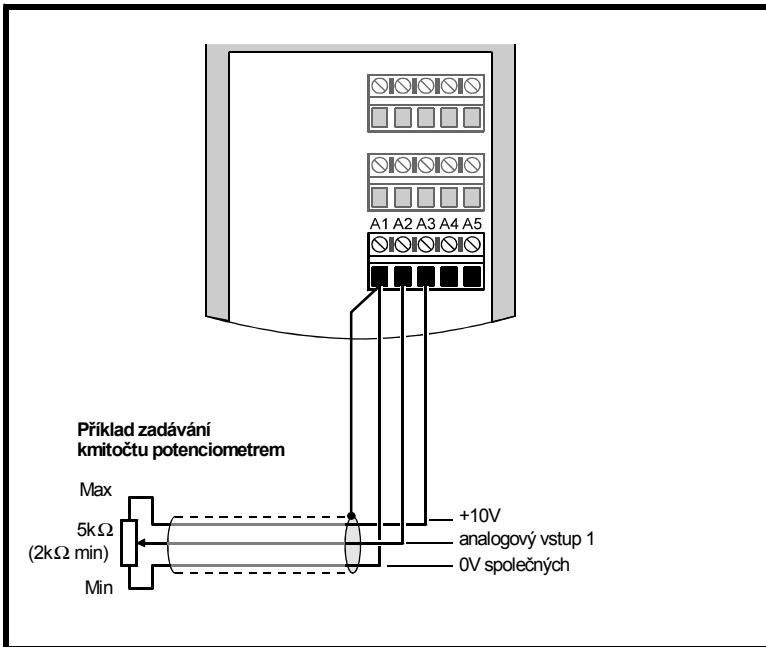 A1 A2 A3 A4 A5
Příklad zadávání
kmitočtu potenciometrem
Max
5kΩ
(2kΩ min)
Min
+10V
analogový vstup 1
0V společných